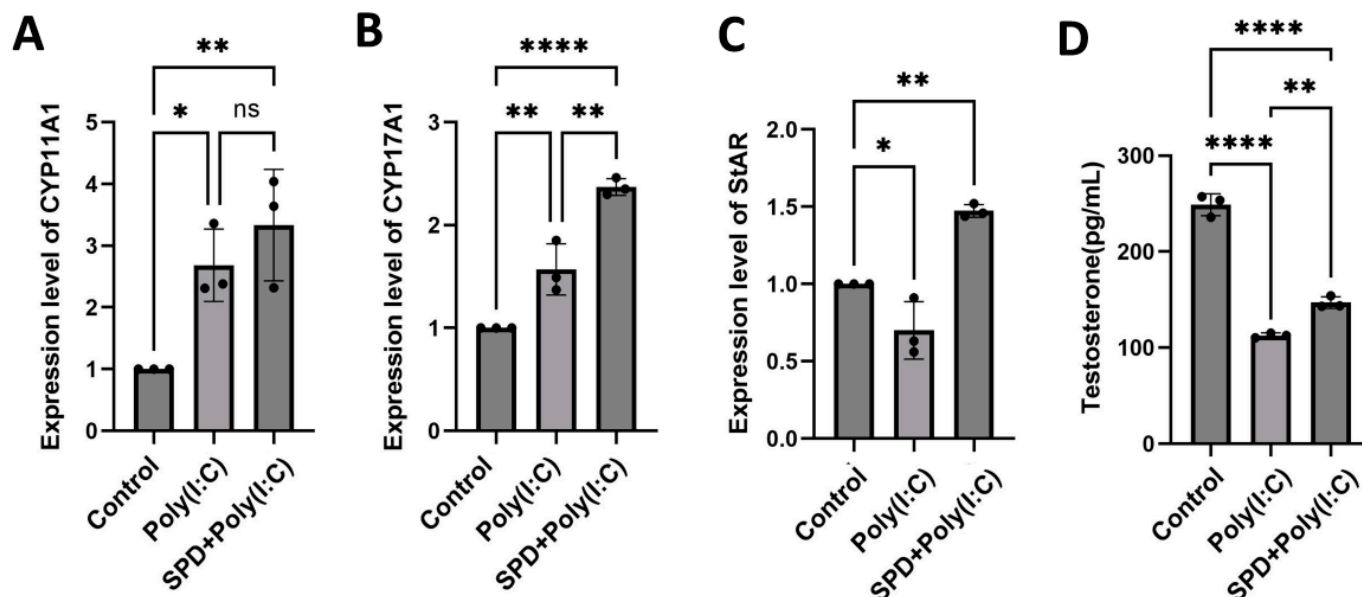 A
**
*
ns
Expression level of CYP11A1
5
4
3
2
1
0
Control
Poly(I:C)
SPD+Poly(I:C)
B
****
**
**
Expression level of CYP17A1
3
2
1
0
Control
Poly(I:C)
SPD+Poly(I:C)
C
**
*
Expression level of StAR
2.0
1.5
1.0
0.5
0.0
Control
Poly(I:C)
SPD+Poly(I:C)
D
****
**
****
Testosterone(pg/mL)
300
200
100
0
Control
Poly(I:C)
SPD+Poly(I:C)